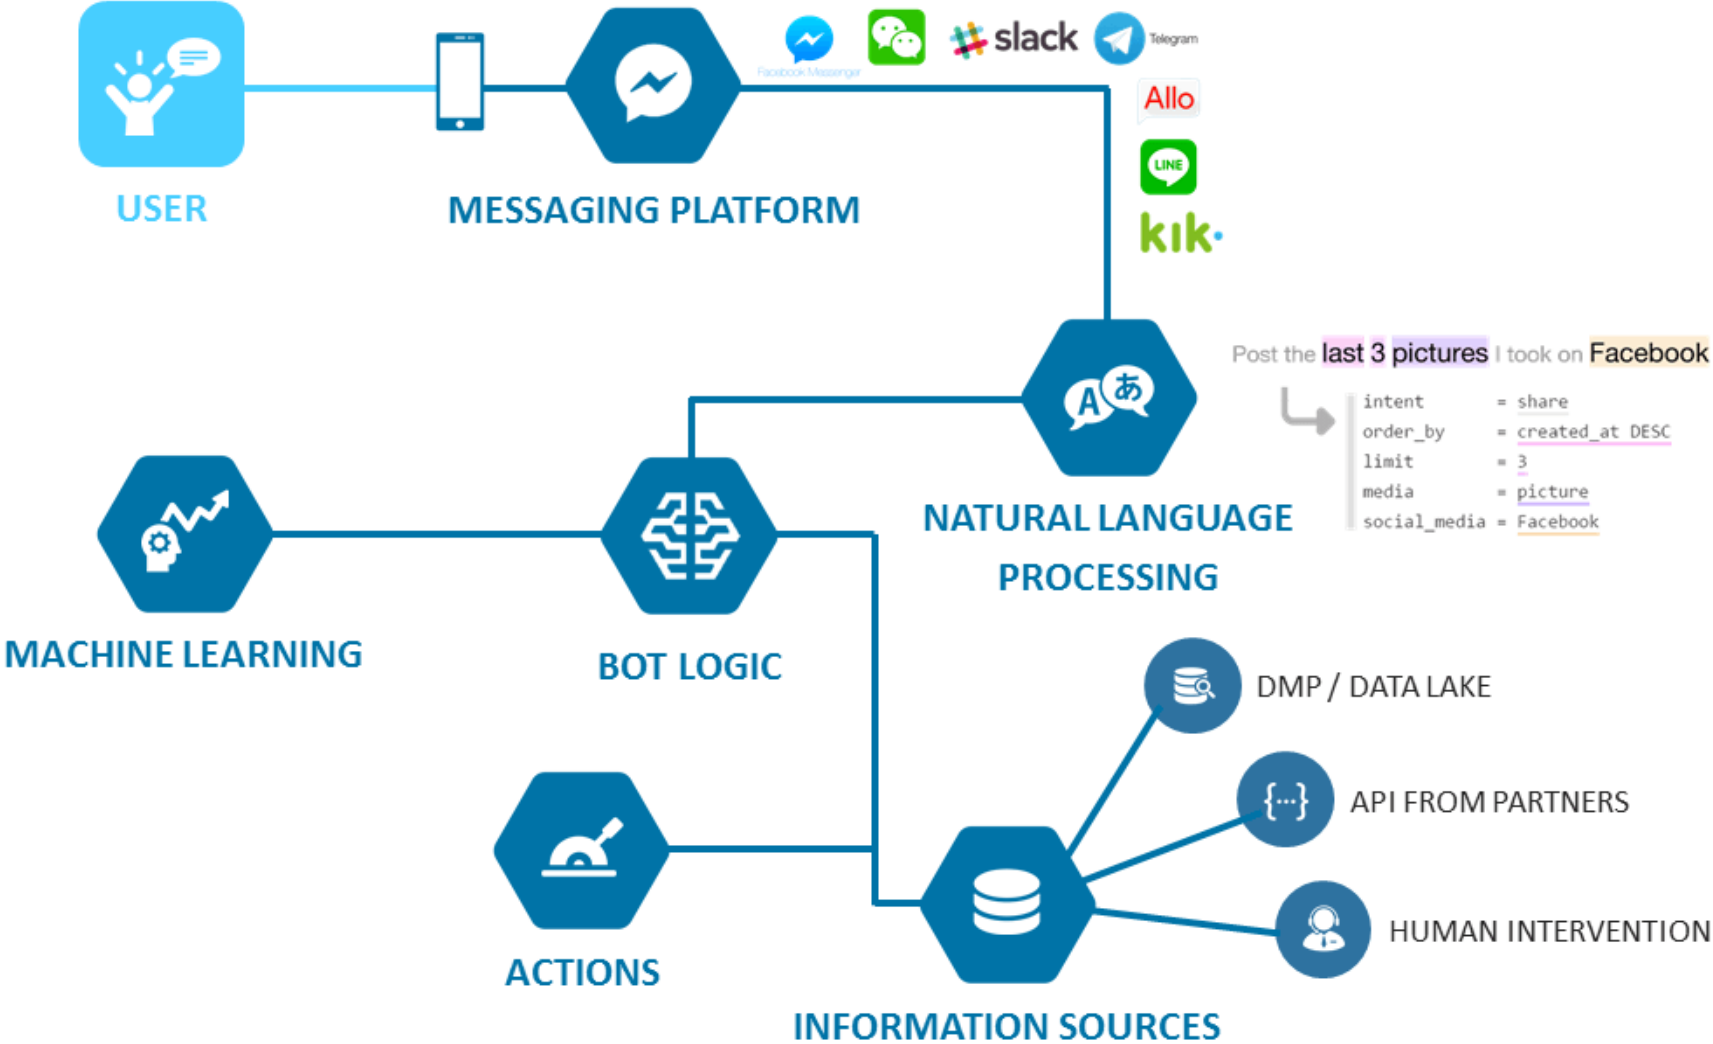 Facebook Messenger
slack
Telegram
Allo
LINE
kik
USER
MESSAGING PLATFORM
A あ
Post the last 3 pictures I took on Facebook
intent = share
order_by = created_at DESC
limit = 3
media = picture
social_media = Facebook
NATURAL LANGUAGE
PROCESSING
MACHINE LEARNING
BOT LOGIC
DMP / DATA LAKE
{...}
API FROM PARTNERS
HUMAN INTERVENTION
ACTIONS
INFORMATION SOURCES